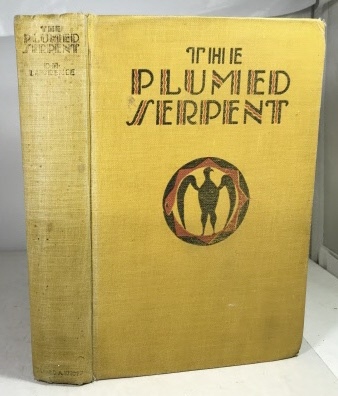 THE
PLUMED
SERPENT
D.H.
LAWRENCE
THE
PLUMED
SERPENT